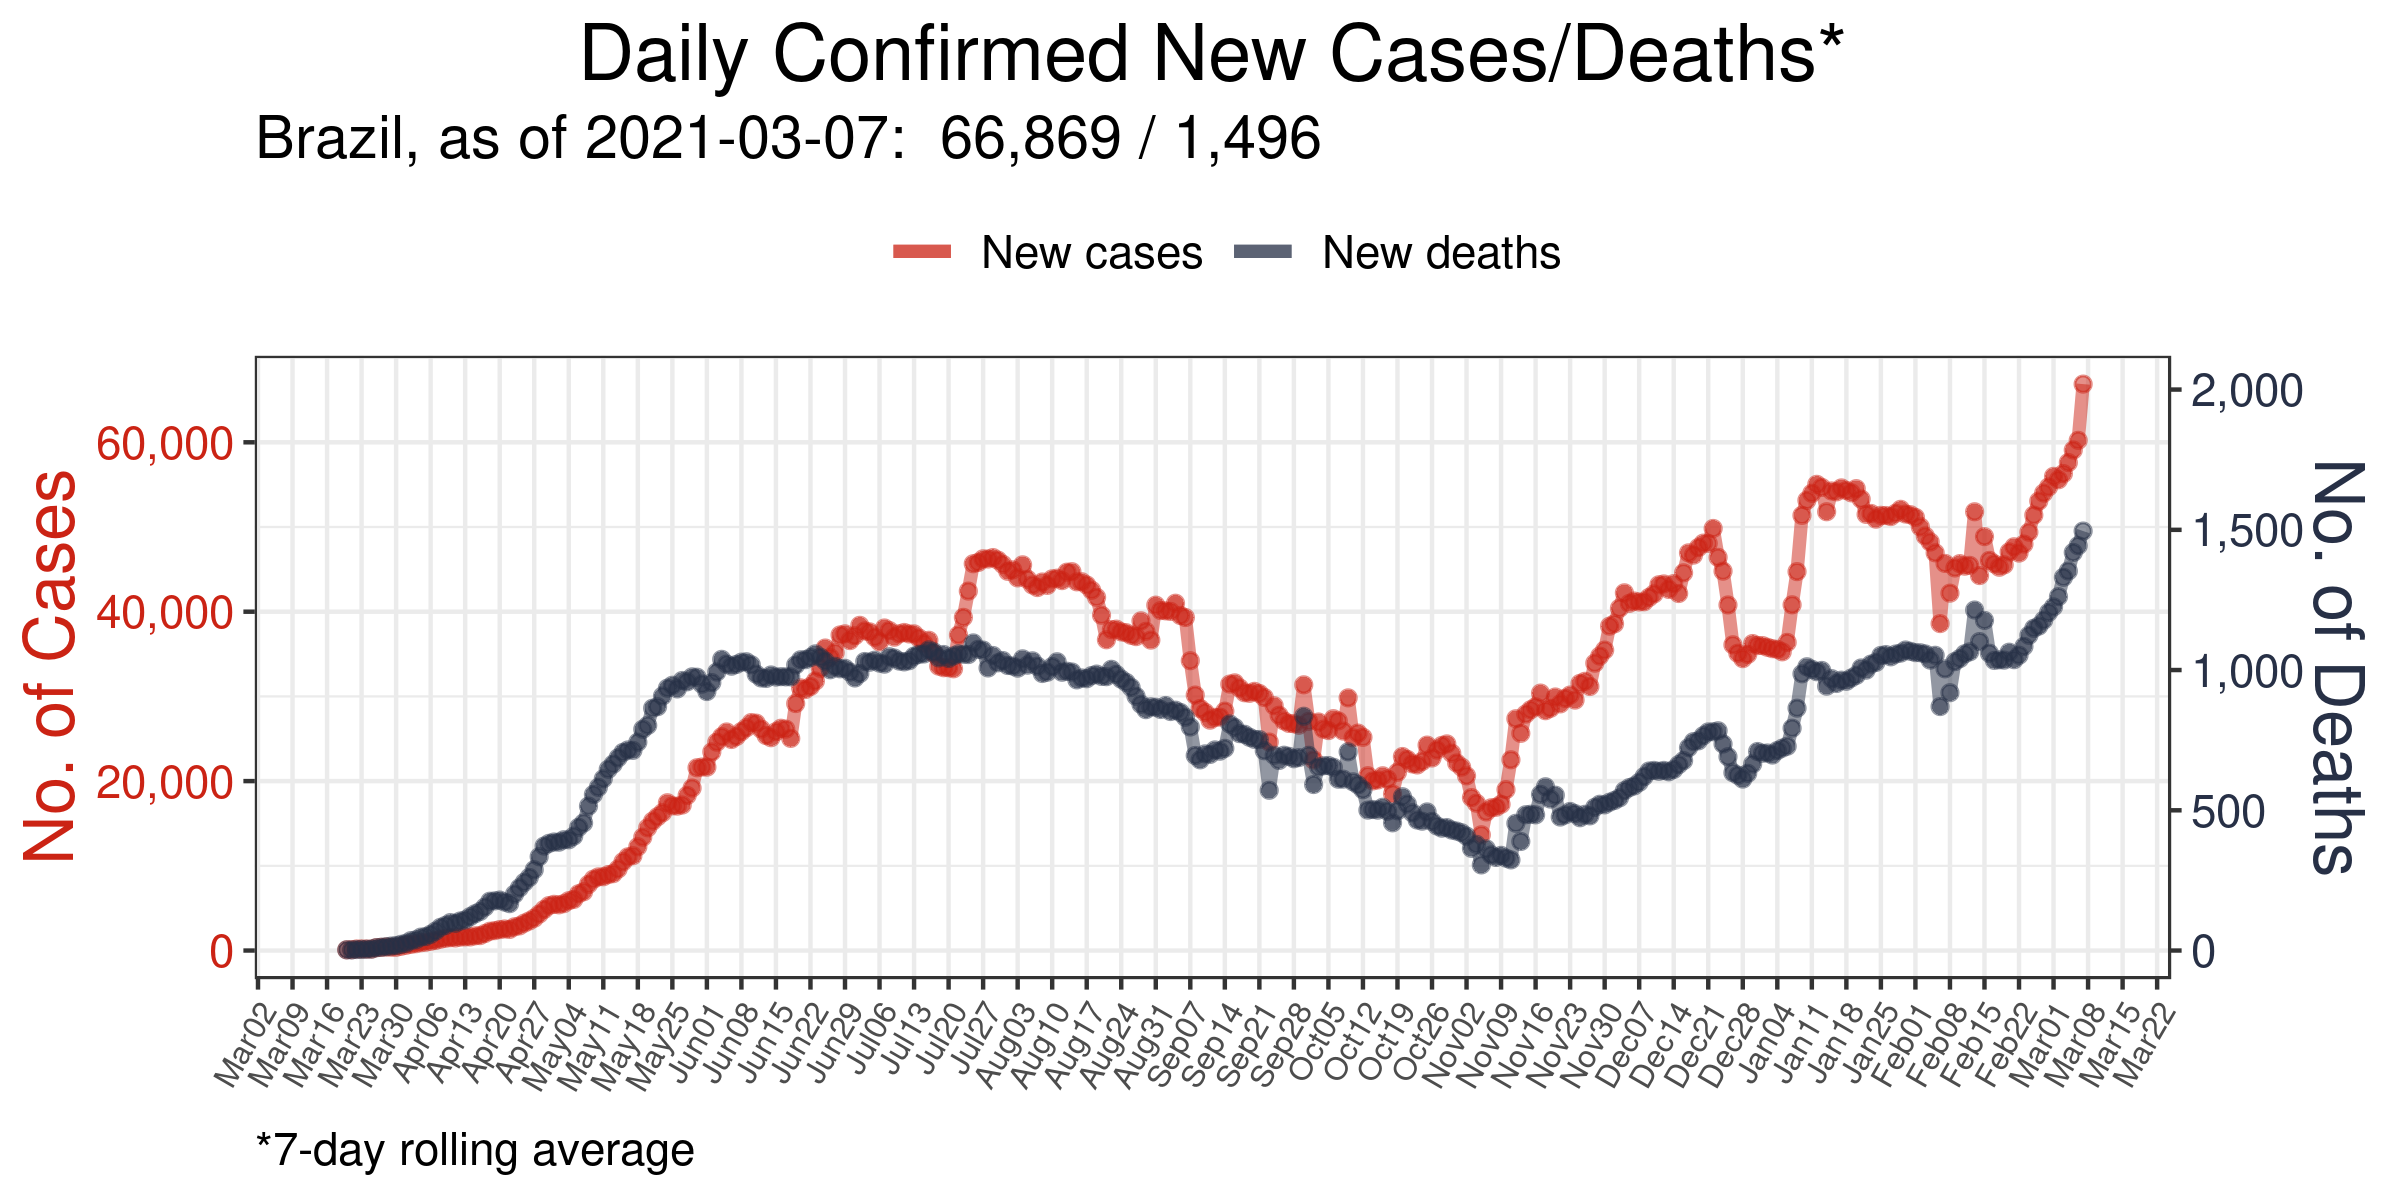 Daily Confirmed New Cases/Deaths*
Brazil, as of 2021-03-07:  66,869 / 1,496
New cases
New deaths
No. of Cases
60,000
40,000
20,000
0
2,000
1,500
1,000
500
0
No. of Deaths
Mar02
Mar09
Mar16
Mar23
Mar30
Apr06
Apr13
Apr20
Apr27
May04
May11
May18
May25
Jun01
Jun08
Jun15
Jun22
Jun29
Jul06
Jul13
Jul20
Jul27
Aug03
Aug10
Aug17
Aug24
Aug31
Sep07
Sep14
Sep21
Sep28
Oct05
Oct12
Oct19
Oct26
Nov02
Nov09
Nov16
Nov23
Nov30
Dec07
Dec14
Dec21
Dec28
Jan04
Jan11
Jan18
Jan25
Feb01
Feb08
Feb15
Feb22
Mar01
Mar08
Mar15
Mar22
*7-day rolling average